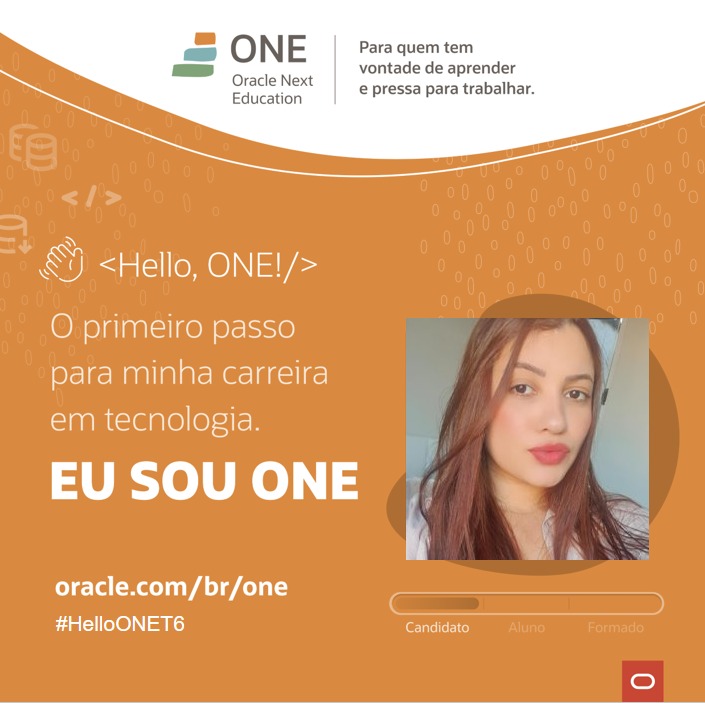 ONE
Oracle Next
Education
Para quem tem
vontade de aprender
e pressa para trabalhar.
</>
<Hello, ONE!/>
O primeiro passo
para minha carreira
em tecnologia.
EU SOU ONE
oracle.com/br/one
#HelloONET6
Candidato Aluno Formado